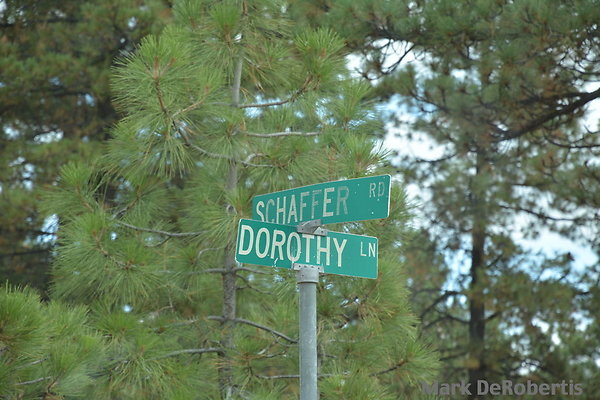 SCHAFFER RD
DOROTHY LN
Mark DeRobertis